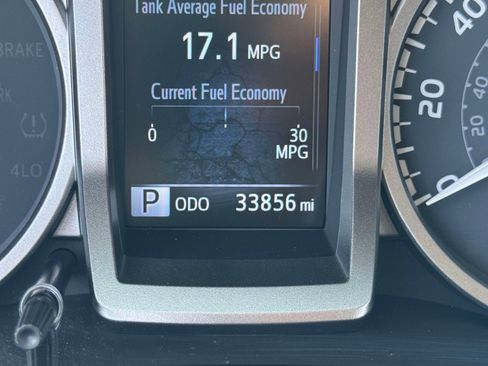 Tank Average Fuel Economy
17.1 MPG
Current Fuel Economy
0 30
MPG
P ODO 33856 mi
BRAKE
4LO
0
20
40